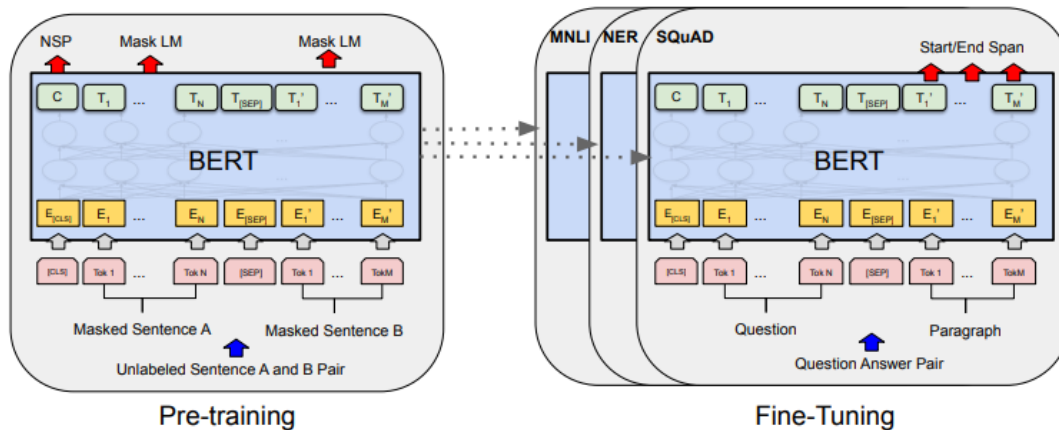 NSP Mask LM Mask LM
C T1 ... TN T[SEP] T1' ... TM'
BERT
E[CLS] E1 ... EN E[SEP] E1' ... EM'
[CLS] Tok 1 ... Tok N [SEP] Tok 1 ... TokM
Masked Sentence A Masked Sentence B
Unlabeled Sentence A and B Pair
Pre-training
MNLI NER SQuAD
Start/End Span
C T1 ... TN T[SEP] T1' ... TM'
BERT
E[CLS] E1 ... EN E[SEP] E1' ... EM'
[CLS] Tok 1 ... Tok N [SEP] Tok 1 ... TokM
Question Paragraph
Question Answer Pair
Fine-Tuning